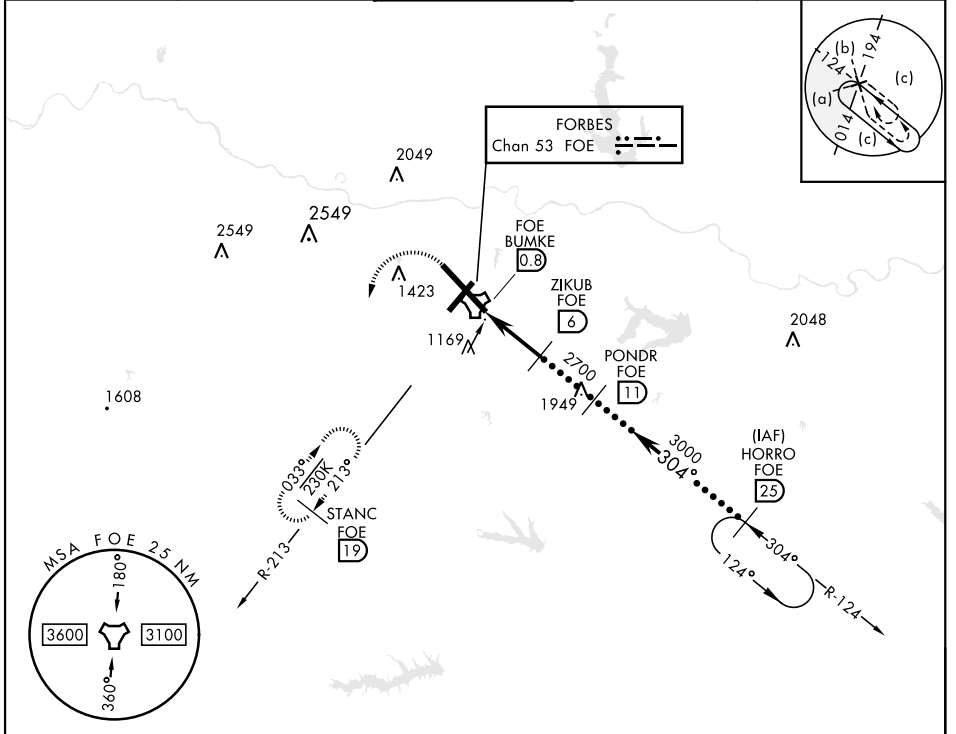 (b)
194
124
(c)
(a)
014
(c)
FORBES
Chan 53 FOE
2049
2549
2549
FOE
BUMKE
0.8
1423
ZIKUB
FOE
6
1169
2048
2700
PONDR
FOE
11
1949
1608
(IAF)
HORRO
FOE
25
3000
304°
033°
230K
213°
STANC
FOE
19
R-213
304°
124°
R-124
MSA FOE 25 NM
180°
3600
3100
360°